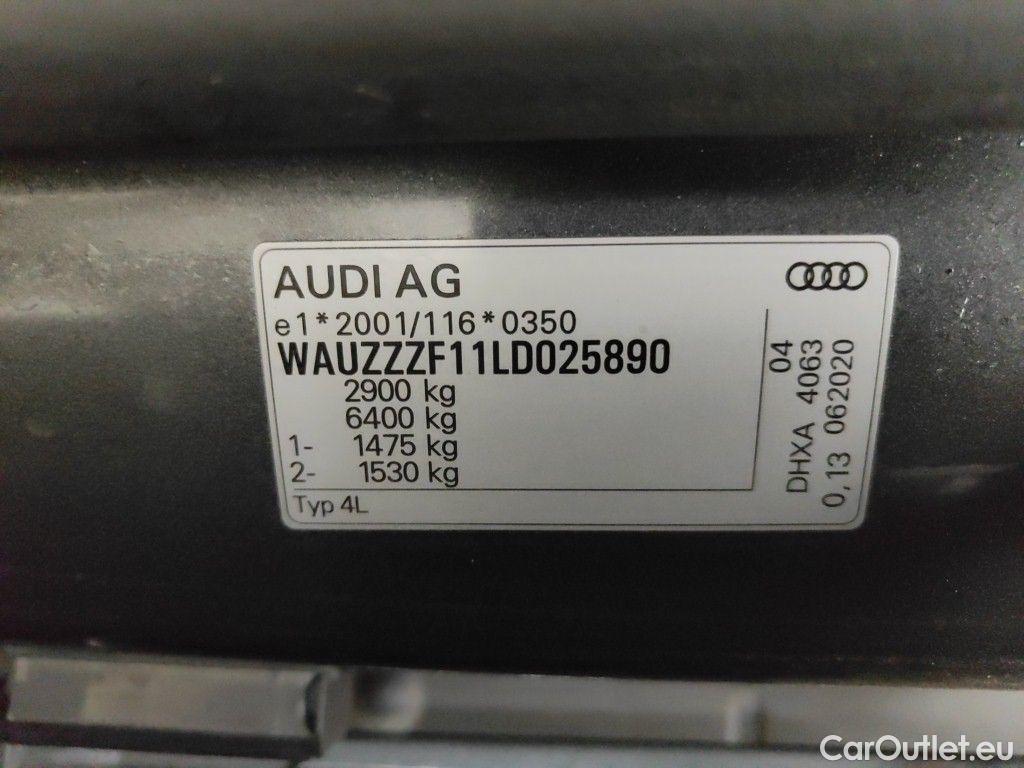 AUDI AG
e1*2001/116*0350
WAUZZZF11LD025890
2900 kg
6400 kg
1- 1475 kg
2- 1530 kg
Typ 4L
04
DHXA 4063
0,13 062020
CarOutlet.eu